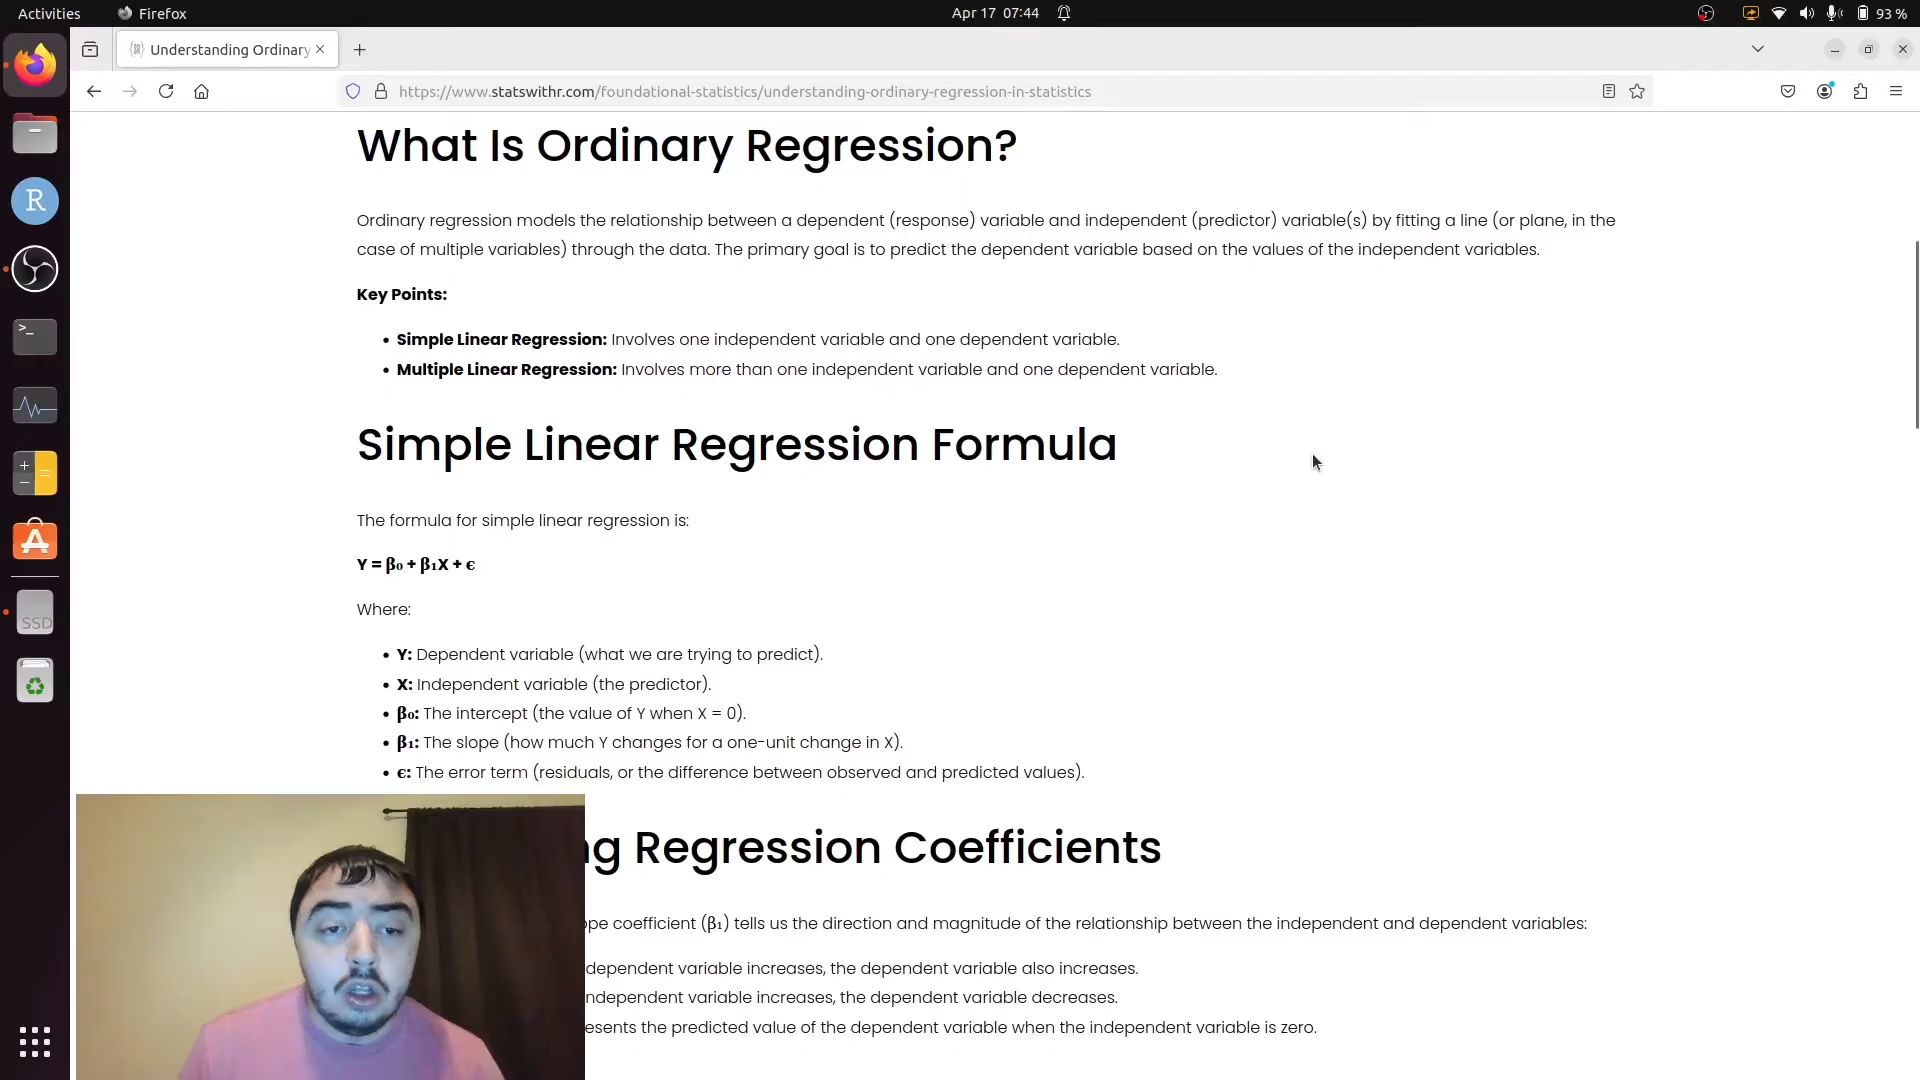 Activities
Firefox
Apr 17 07:44
93 %
Understanding Ordinary
https://www.statswithr.com/foundational-statistics/understanding-ordinary-regression-in-statistics
What Is Ordinary Regression?
Ordinary regression models the relationship between a dependent (response) variable and independent (predictor) variable(s) by fitting a line (or plane, in the
case of multiple variables) through the data. The primary goal is to predict the dependent variable based on the values of the independent variables.
Key Points:
• Simple Linear Regression: Involves one independent variable and one dependent variable.
• Multiple Linear Regression: Involves more than one independent variable and one dependent variable.
Simple Linear Regression Formula
The formula for simple linear regression is:
Y = β₀ + β₁X + ϵ
Where:
• Y: Dependent variable (what we are trying to predict).
• X: Independent variable (the predictor).
• β₀: The intercept (the value of Y when X = 0).
• β₁: The slope (how much Y changes for a one-unit change in X).
• ϵ: The error term (residuals, or the difference between observed and predicted values).
ng Regression Coefficients
ope coefficient (β₁) tells us the direction and magnitude of the relationship between the independent and dependent variables:
dependent variable increases, the dependent variable also increases.
ndependent variable increases, the dependent variable decreases.
esents the predicted value of the dependent variable when the independent variable is zero.
R
>_
SSD